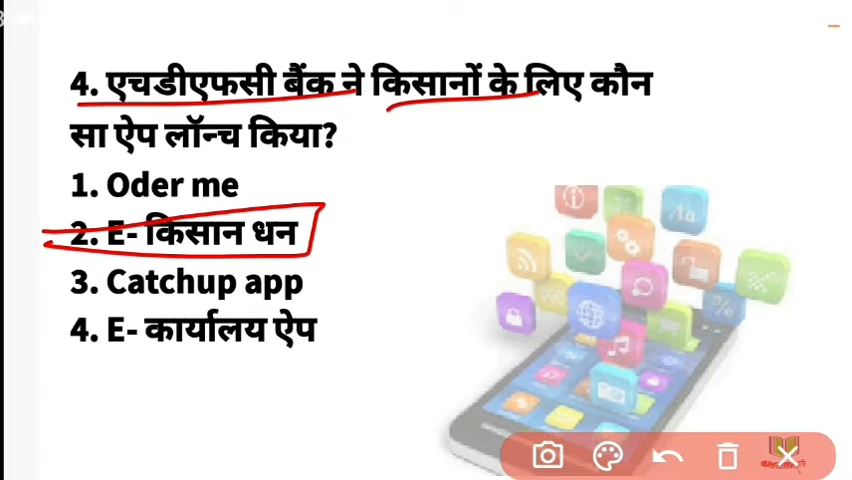 4. एचडीएफसी बैंक ने किसानों के लिए कौन
सा ऐप लॉन्च किया?
1. Oder me
2. E- किसान धन
3. Catchup app
4. E- कार्यालय ऐप